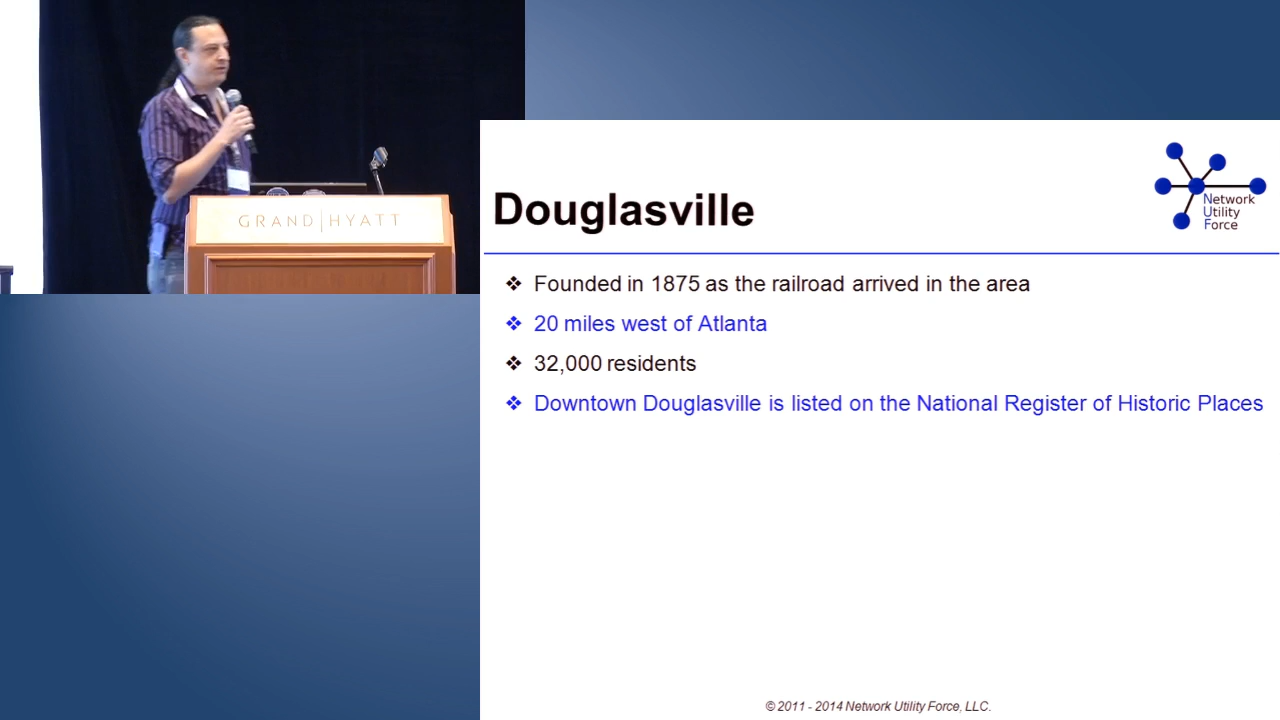 GRAND|HYATT
Network
Utility
Force
Douglasville
❖ Founded in 1875 as the railroad arrived in the area
❖ 20 miles west of Atlanta
❖ 32,000 residents
❖ Downtown Douglasville is listed on the National Register of Historic Places
© 2011 - 2014 Network Utility Force, LLC.